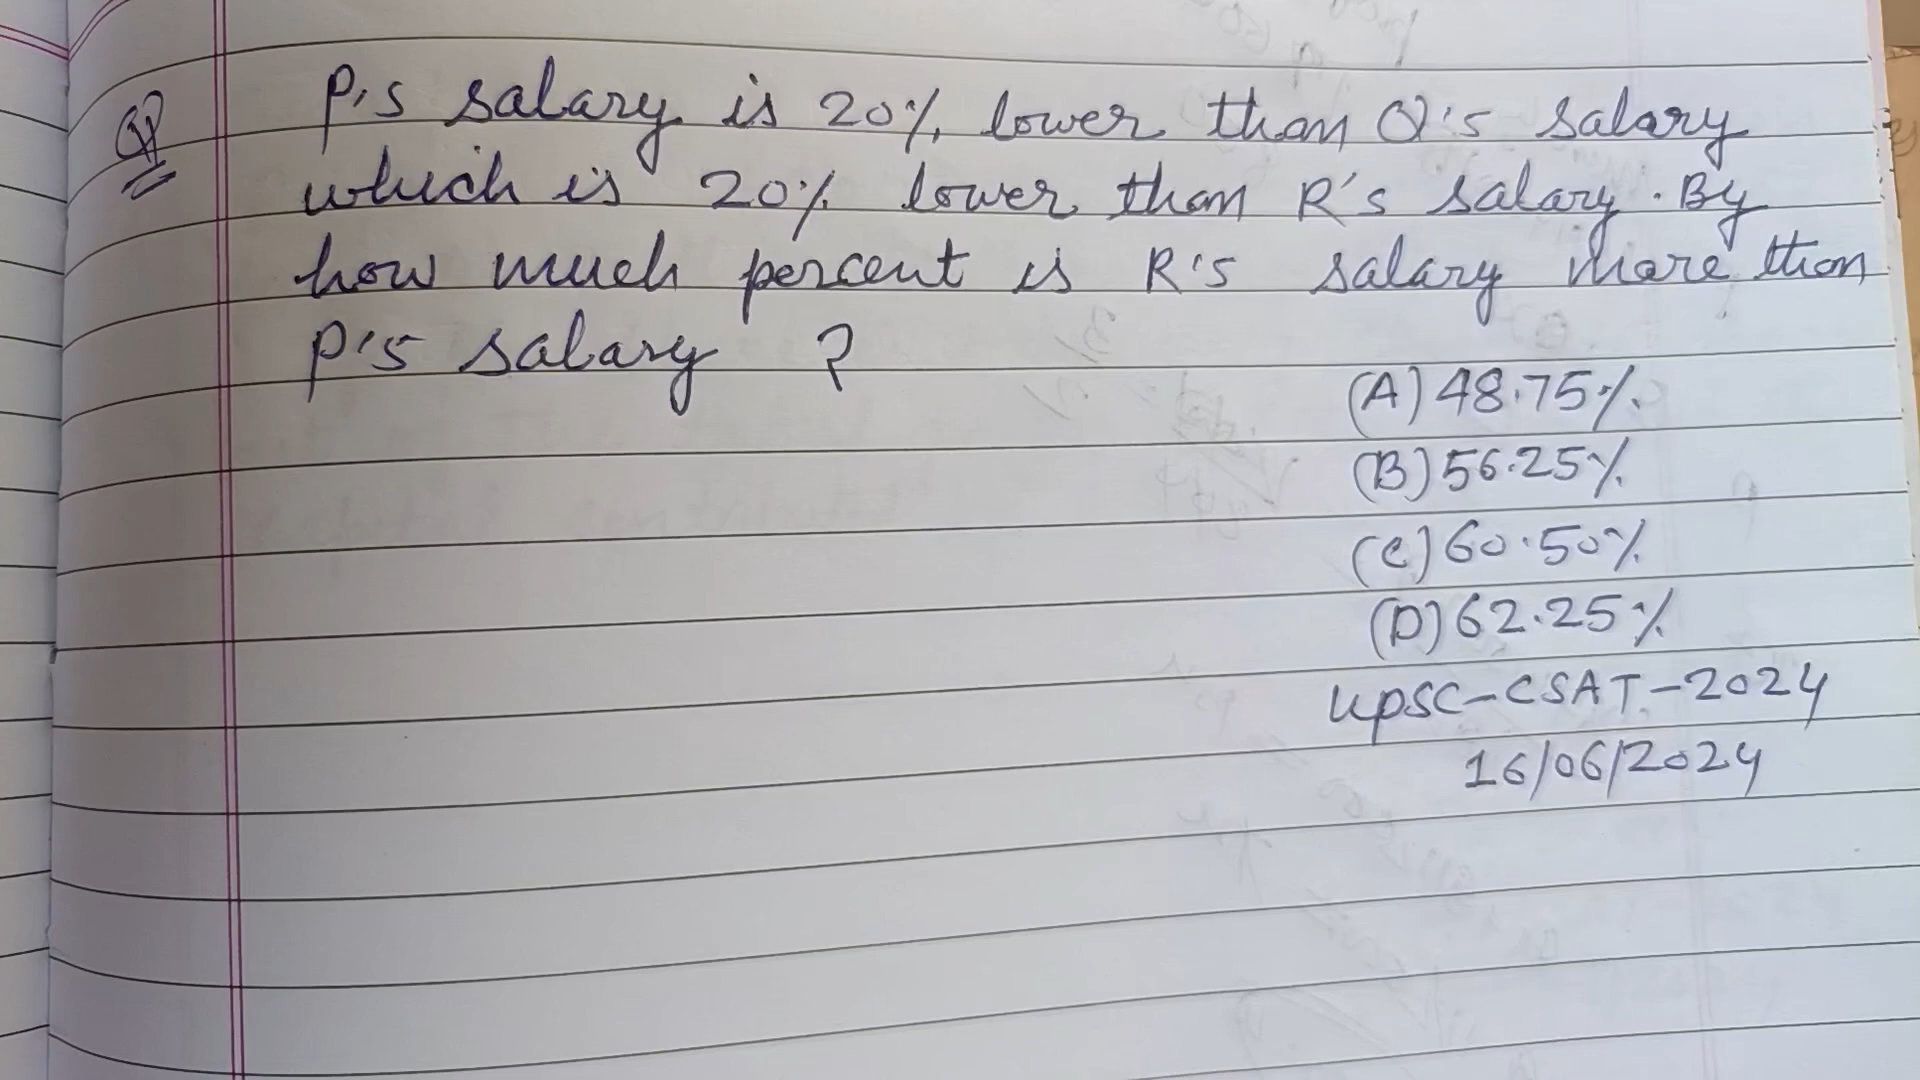 Q P's salary is 20% lower than Q's salary
which is 20% lower than R's salary. By
how much percent is R's salary more than
P's salary ?
(A) 48.75%
(B) 56.25%
(C) 60.50%
(D) 62.25%
UPSC-CSAT-2024
16/06/2024